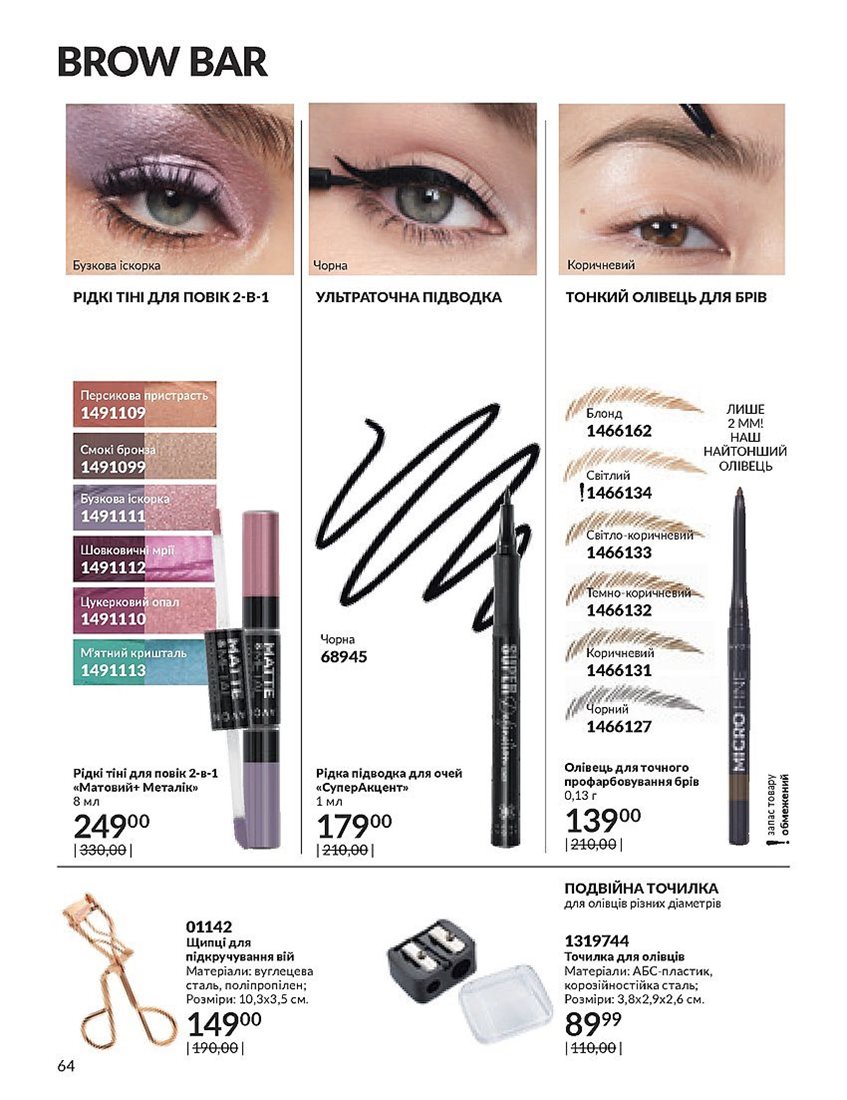 BROW BAR
Бузкова іскорка
РІДКІ ТІНІ ДЛЯ ПОВІК 2-В-1
Персикова пристрасть
1491109
Смокі бронза
1491099
Бузкова іскорка
1491111
Шовковичні мрії
1491112
Цукерковий опал
1491110
М'ятний кришталь
1491113
MATTE
MATTE
Рідкі тіні для повік 2-в-1
«Матовий+ Металік»
8 мл
249 00
|330,00|
Чорна
УЛЬТРАТОЧНА ПІДВОДКА
Чорна
68945
SUPER
Рідка підводка для очей
«СуперАкцент»
1 мл
179 00
|210,00|
Коричневий
ТОНКИЙ ОЛІВЕЦЬ ДЛЯ БРІВ
Блонд
1466162
Світлий
!1466134
Світло-коричневий
1466133
Темно-коричневий
1466132
Коричневий
1466131
Чорний
1466127
ЛИШЕ
2 ММ!
НАШ
НАЙТОНШИЙ
ОЛІВЕЦЬ
MICRO FINE
Олівець для точного
профарбовування брів
0,13 г
139 00
|210,00|
! запас товару
обмежений
01142
Щипці для
підкручування вій
Матеріали: вуглецева
сталь, поліпропілен;
Розміри: 10,3х3,5 см.
149 00
|190,00|
ПОДВІЙНА ТОЧИЛКА
для олівців різних діаметрів
1319744
Точилка для олівців
Матеріали: АБС-пластик,
корозійностійка сталь;
Розміри: 3,8х2,9х2,6 см.
89 99
|110,00|
64